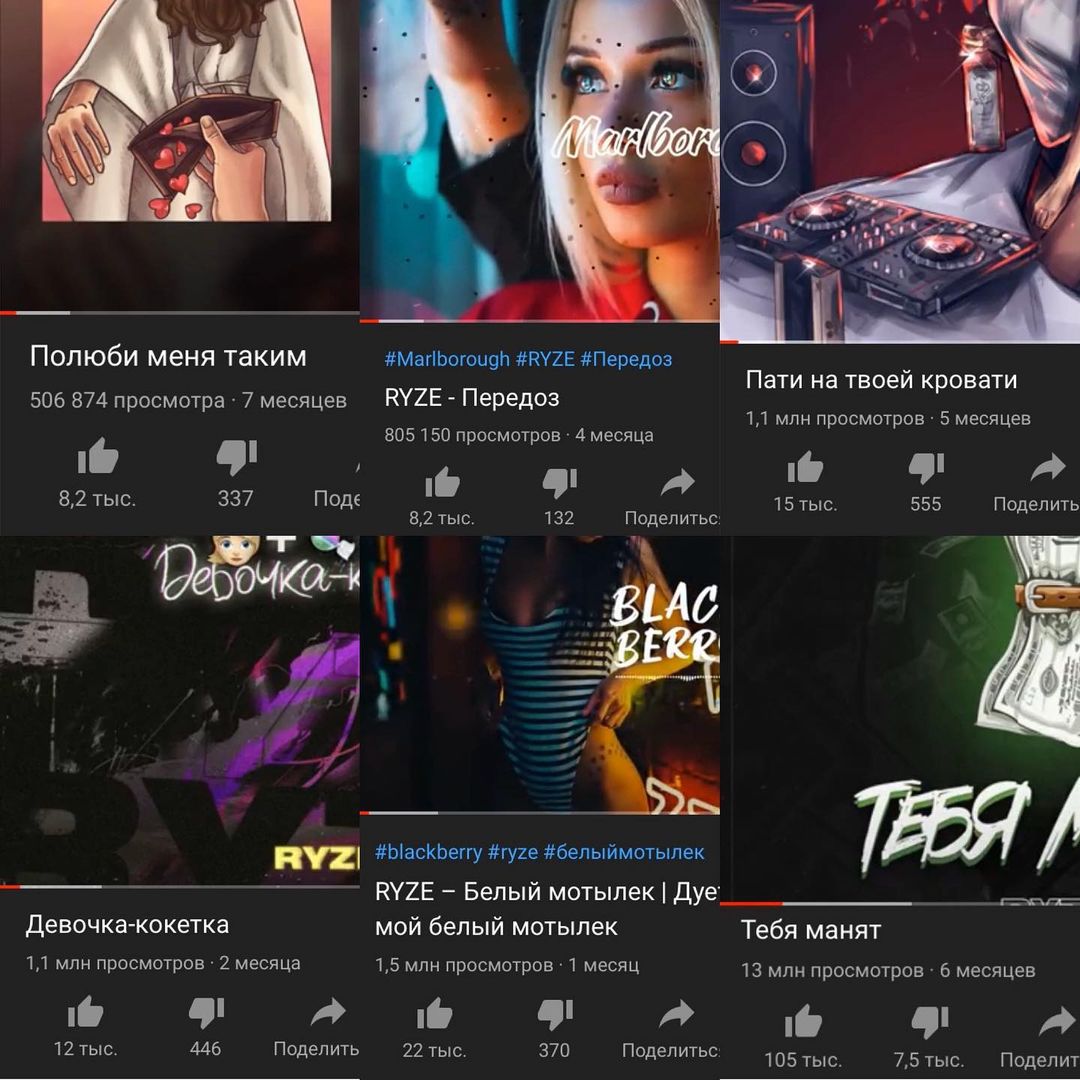 Полюби меня таким
506 874 просмотра · 7 месяцев
8,2 тыс.
337
Marlboro
#Marlborough #RYZE #Передоз
RYZE - Передоз
805 150 просмотров · 4 месяца
8,2 тыс.
132
Поделитьс
Пати на твоей кровати
1,1 млн просмотров · 5 месяцев
15 тыс.
555
Поделить
Девочка-к
RYZE
Девочка-кокетка
1,1 млн просмотров · 2 месяца
12 тыс.
446
Поделить
BLAC
BERR
#blackberry #ryze #белыймотылек
RYZE – Белый мотылек | Дуе
мой белый мотылек
1,5 млн просмотров · 1 месяц
22 тыс.
370
Поделитьс
ТЕБЯ М
Тебя манят
13 млн просмотров · 6 месяцев
105 тыс.
7,5 тыс.
Поделит